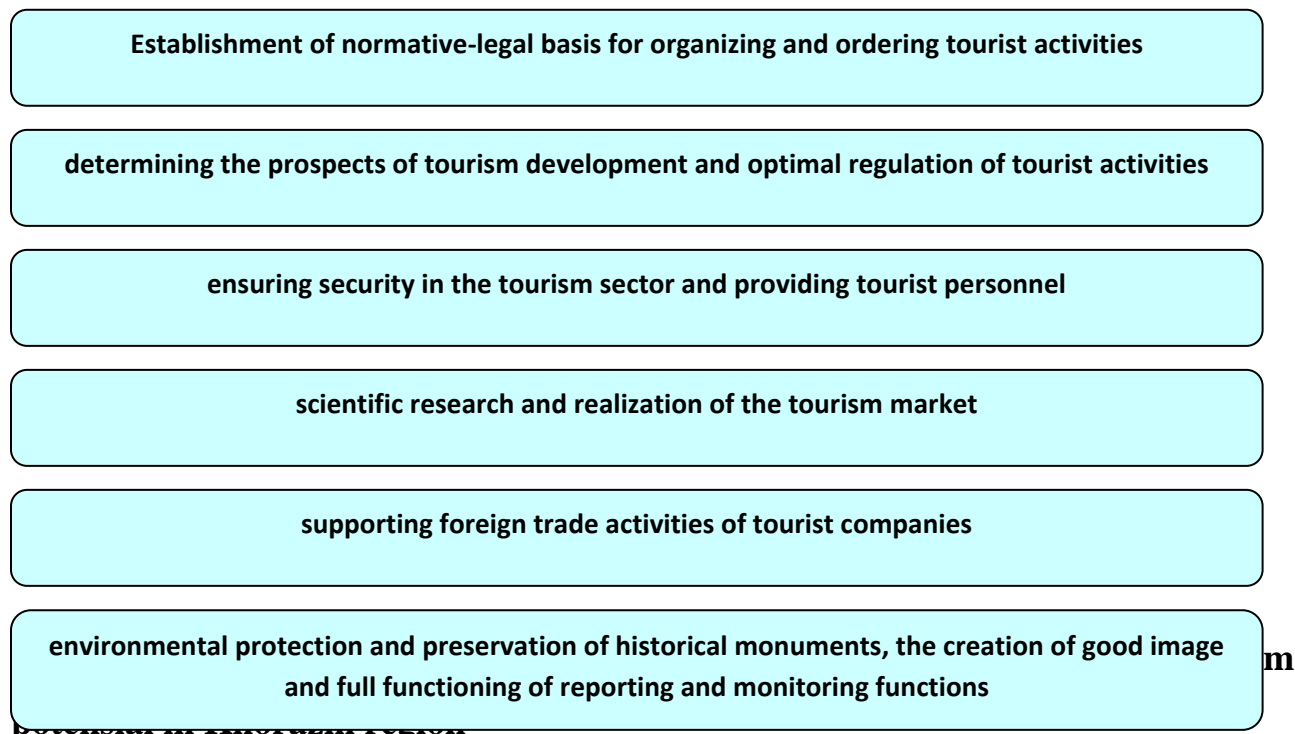 Establishment of normative-legal basis for organizing and ordering tourist activities
determining the prospects of tourism development and optimal regulation of tourist activities
ensuring security in the tourism sector and providing tourist personnel
scientific research and realization of the tourism market
supporting foreign trade activities of tourist companies
environmental protection and preservation of historical monuments, the creation of good image
and full functioning of reporting and monitoring functions
m
region